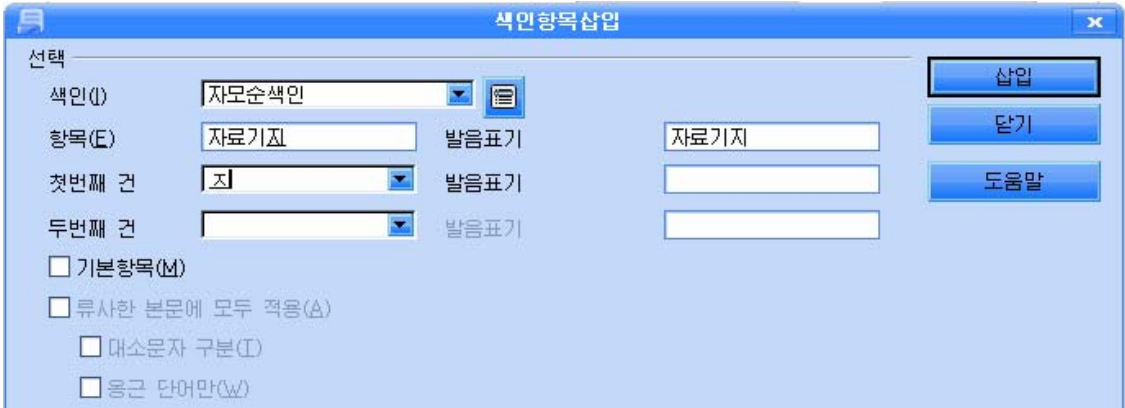 색인항목삽입
선택
색인(I) 자모순색인
삽입
항목(E) 자료기지 발음표기 자료기지
닫기
첫번째 건 ㅈ 발음표기
도움말
두번째 건 발음표기
기본항목(M)
류사한 본문에 모두 적용(A)
대소문자 구분(T)
옹근 단어만(W)